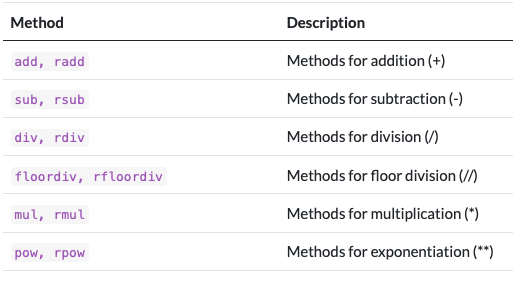 Method Description
add, radd Methods for addition (+)
sub, rsub Methods for subtraction (-)
div, rdiv Methods for division (/)
floordiv, rfloordiv Methods for floor division (//)
mul, rmul Methods for multiplication (*)
pow, rpow Methods for exponentiation (**)